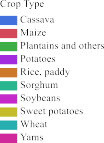 Crop Type
Cassava
Maize
Plantains and others
Potatoes
Rice, paddy
Sorghum
Soybeans
Sweet potatoes
Wheat
Yams